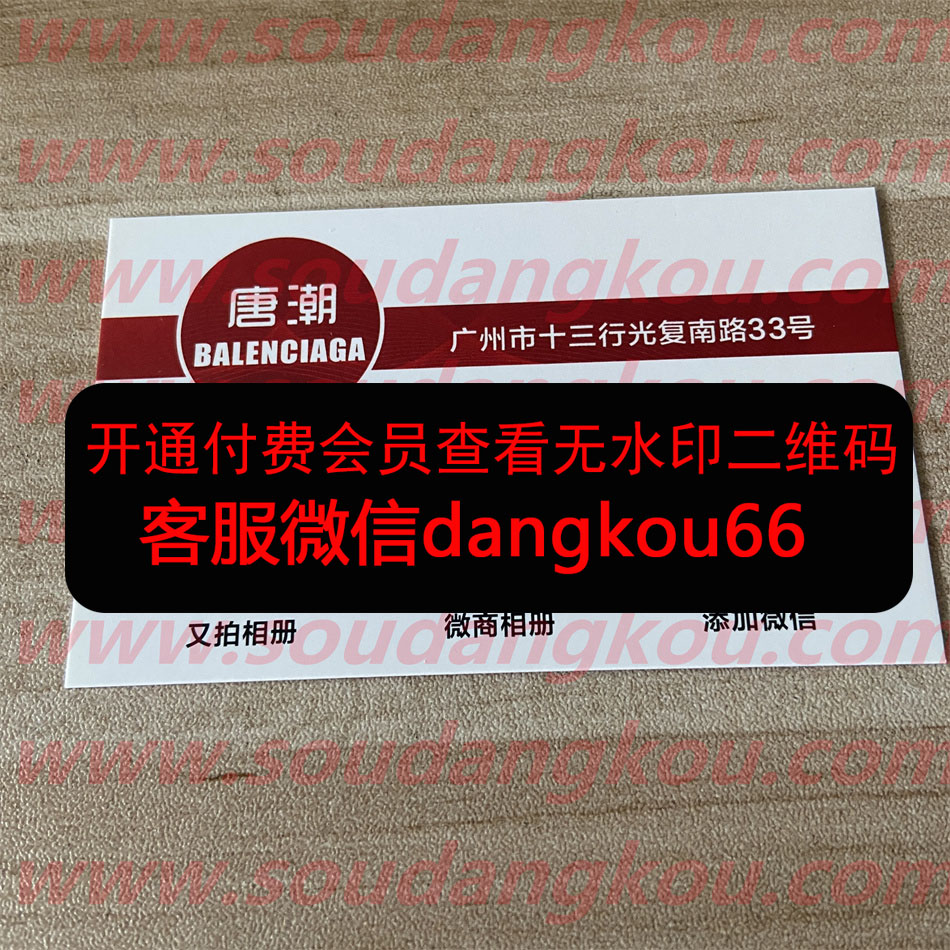 www.soudangkou.com
www.soudangkou.com
www.soudangkou.com
唐潮
BALENCIAGA
广州市十三行光复南路33号
开通付费会员查看无水印二维码
客服微信dangkou66
又拍相册
微商相册
添加微信
www.soudangkou.com
www.soudangkou.com
www.soudangkou.com